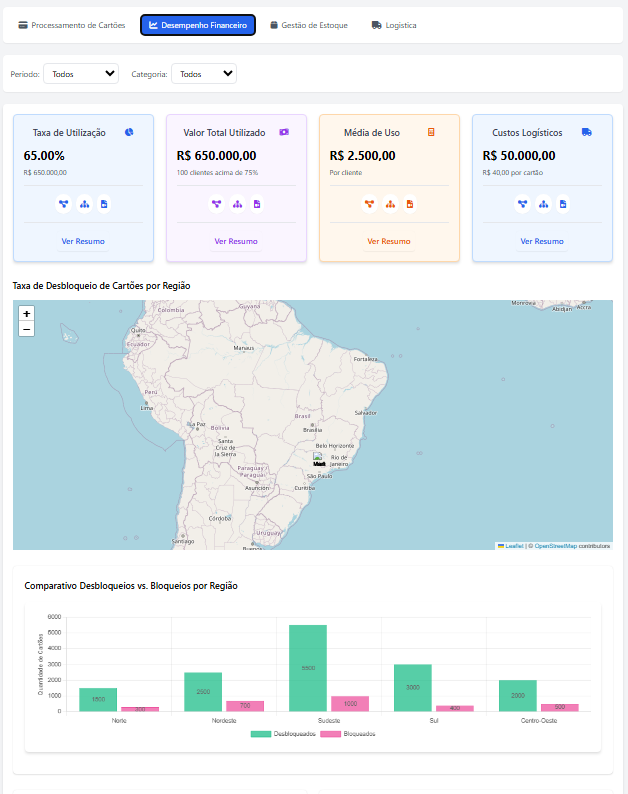 Processamento de Cartões Desempenho Financeiro Gestão de Estoque Logística
Período: Todos Categoria: Todos
Taxa de Utilização
65.00%
R$ 650.000,00
Ver Resumo
Valor Total Utilizado
R$ 650.000,00
100 clientes acima de 75%
Ver Resumo
Média de Uso
R$ 2.500,00
Por cliente
Ver Resumo
Custos Logísticos
R$ 50.000,00
R$ 40,00 por cartão
Ver Resumo
Taxa de Desbloqueio de Cartões por Região
+
−
Colombia
Guyana
Monrovia
Abidjan
Accra
Quito
Ecuador
Manaus
Fortaleza
Perú
Lima
Salvador
La Paz
Bolivia
Brasil
Brasília
Santa
Cruz de
la Sierra
Belo Horizonte
Rio de
Janeiro
Mark
São Paulo
Paraguay /
Paraguái
Asunción
Curitiba
Córdoba
Uruguay
Santiago
Buenos
Leaflet | © OpenStreetMap contributors
Comparativo Desbloqueios vs. Bloqueios por Região
Quantidade de Cartões
6000
5000
4000
3000
2000
1000
0
1500
300
2500
700
5500
1000
3000
400
2000
500
Norte Nordeste Sudeste Sul Centro-Oeste
Desbloqueados Bloqueados